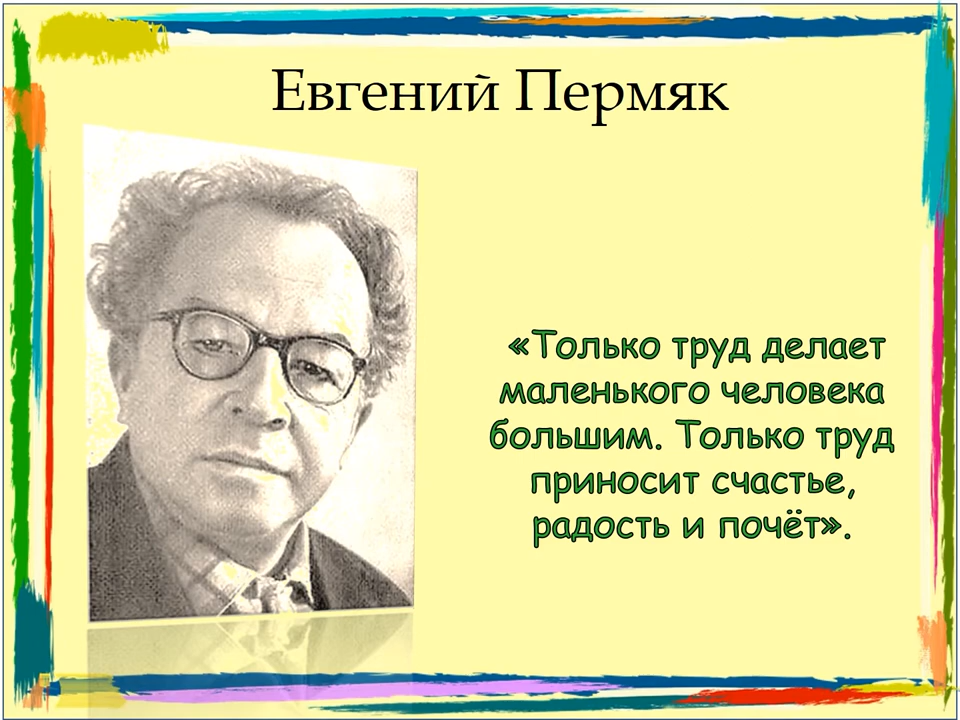 Евгений Пермяк
«Только труд делает
маленького человека
большим. Только труд
приносит счастье,
радость и почёт».